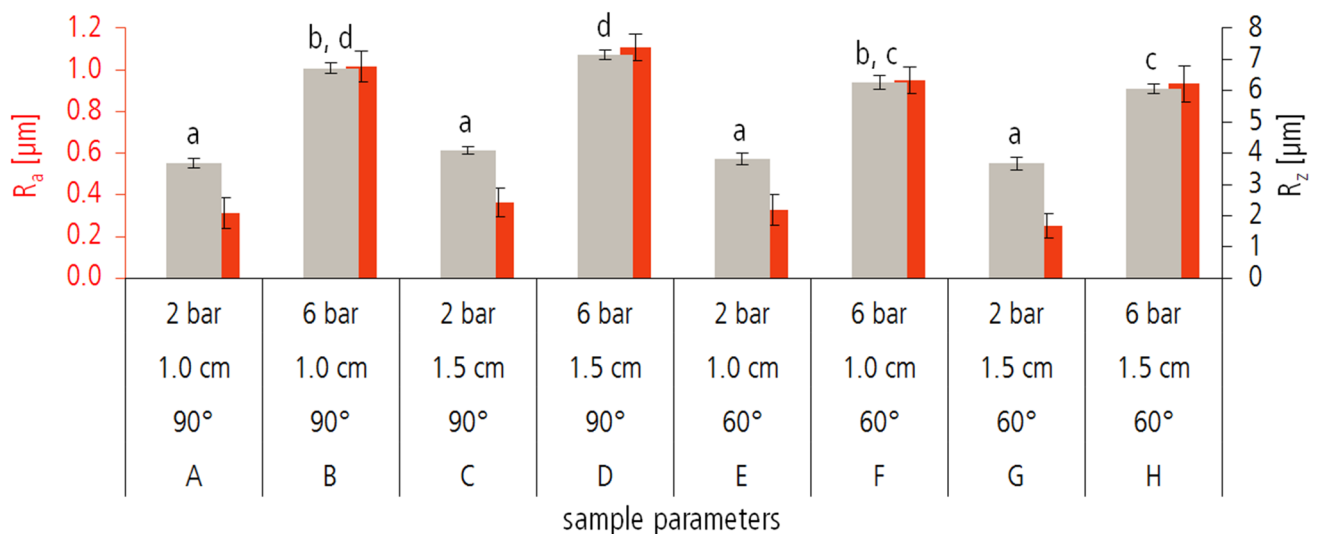 1.2
1.0
0.8
0.6
0.4
0.2
0.0
Ra [µm]
a
b, d
a
d
a
b, c
a
c
8
7
6
5
4
3
2
1
0
Rz [µm]
2 bar 6 bar 2 bar 6 bar 2 bar 6 bar 2 bar 6 bar
1.0 cm 1.0 cm 1.5 cm 1.5 cm 1.0 cm 1.0 cm 1.5 cm 1.5 cm
90° 90° 90° 90° 60° 60° 60° 60°
A B C D E F G H
sample parameters